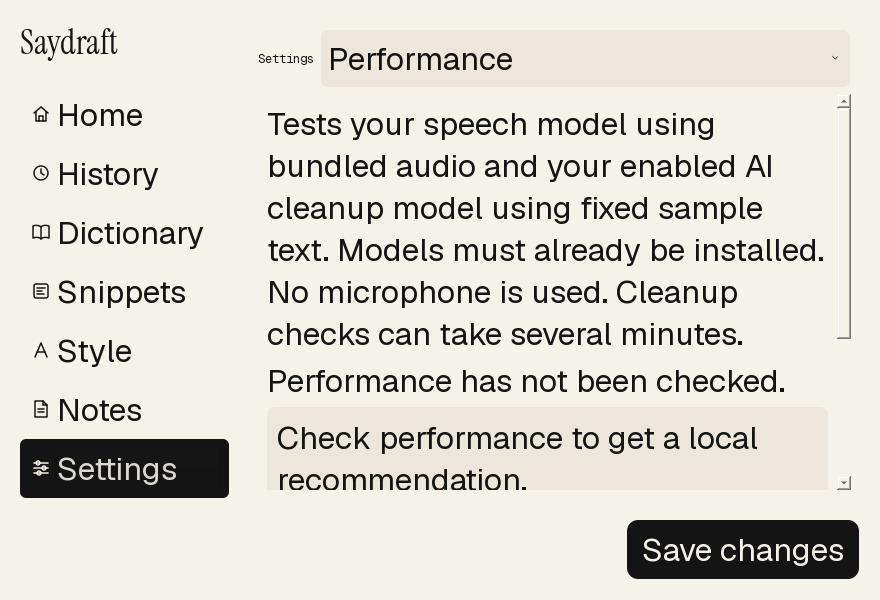 Saydraft
Home
History
Dictionary
Snippets
Style
Notes
Settings
Settings
Performance
Tests your speech model using
bundled audio and your enabled AI
cleanup model using fixed sample
text. Models must already be installed.
No microphone is used. Cleanup
checks can take several minutes.
Performance has not been checked.
Check performance to get a local
recommendation.
Save changes